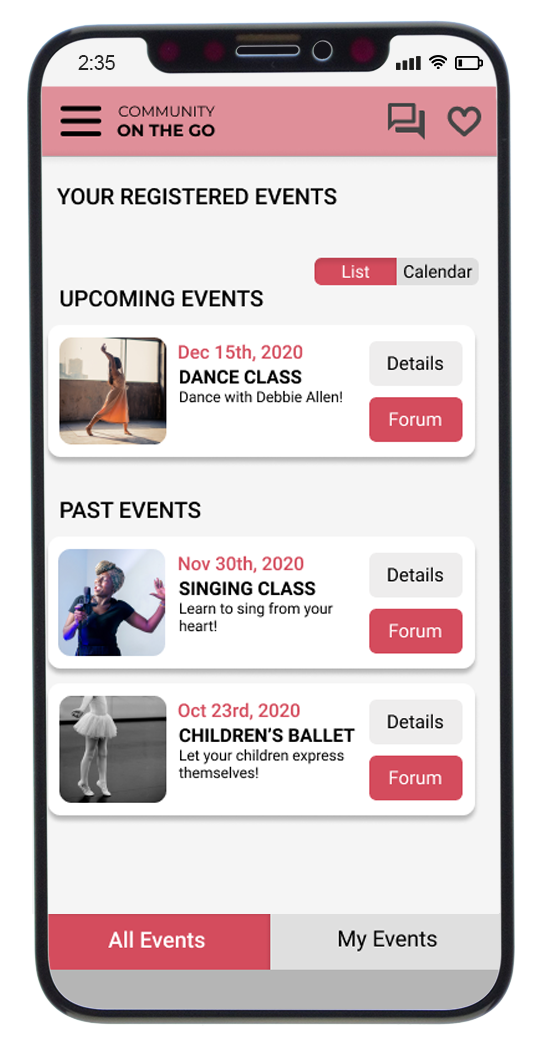 2:35
COMMUNITY
ON THE GO
YOUR REGISTERED EVENTS
List
Calendar
UPCOMING EVENTS
Dec 15th, 2020
DANCE CLASS
Dance with Debbie Allen!
Details
Forum
PAST EVENTS
Nov 30th, 2020
SINGING CLASS
Learn to sing from your
heart!
Details
Forum
Oct 23rd, 2020
CHILDREN’S BALLET
Let your children express
themselves!
Details
Forum
All Events
My Events